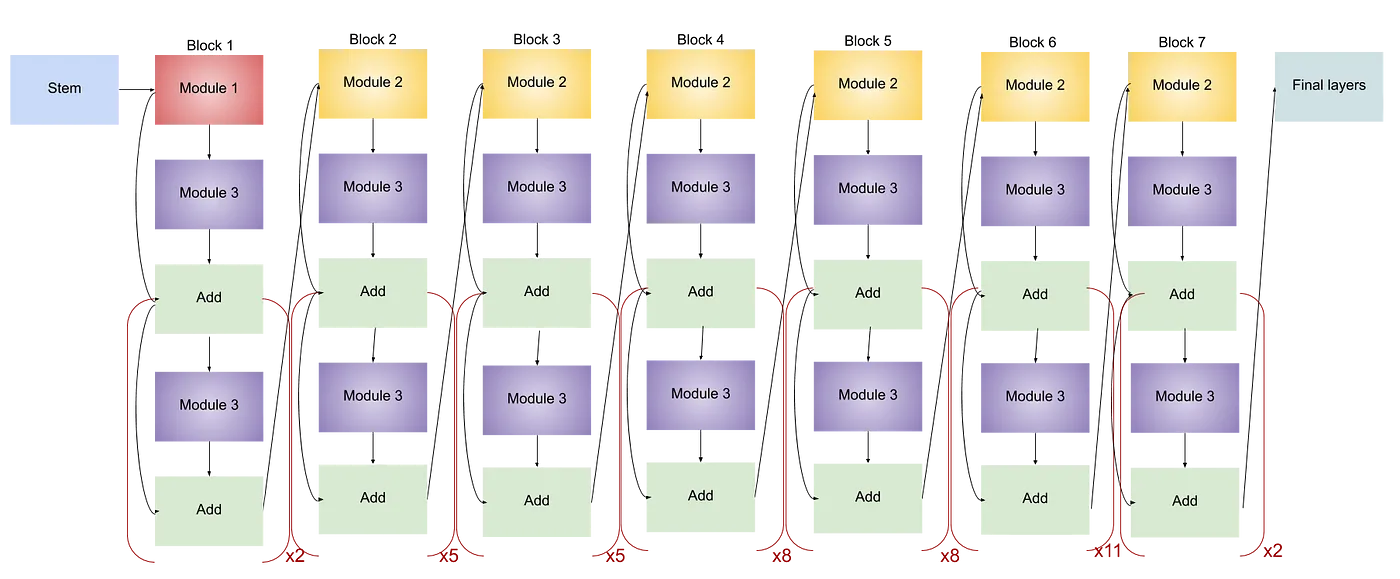 Stem
Block 1
Module 1
Module 3
Add
Module 3
Add
x2
Block 2
Module 2
Module 3
Add
Module 3
Add
x5
Block 3
Module 2
Module 3
Add
Module 3
Add
x5
Block 4
Module 2
Module 3
Add
Module 3
Add
x8
Block 5
Module 2
Module 3
Add
Module 3
Add
x8
Block 6
Module 2
Module 3
Add
Module 3
Add
x11
Block 7
Module 2
Module 3
Add
Module 3
Add
x2
Final layers